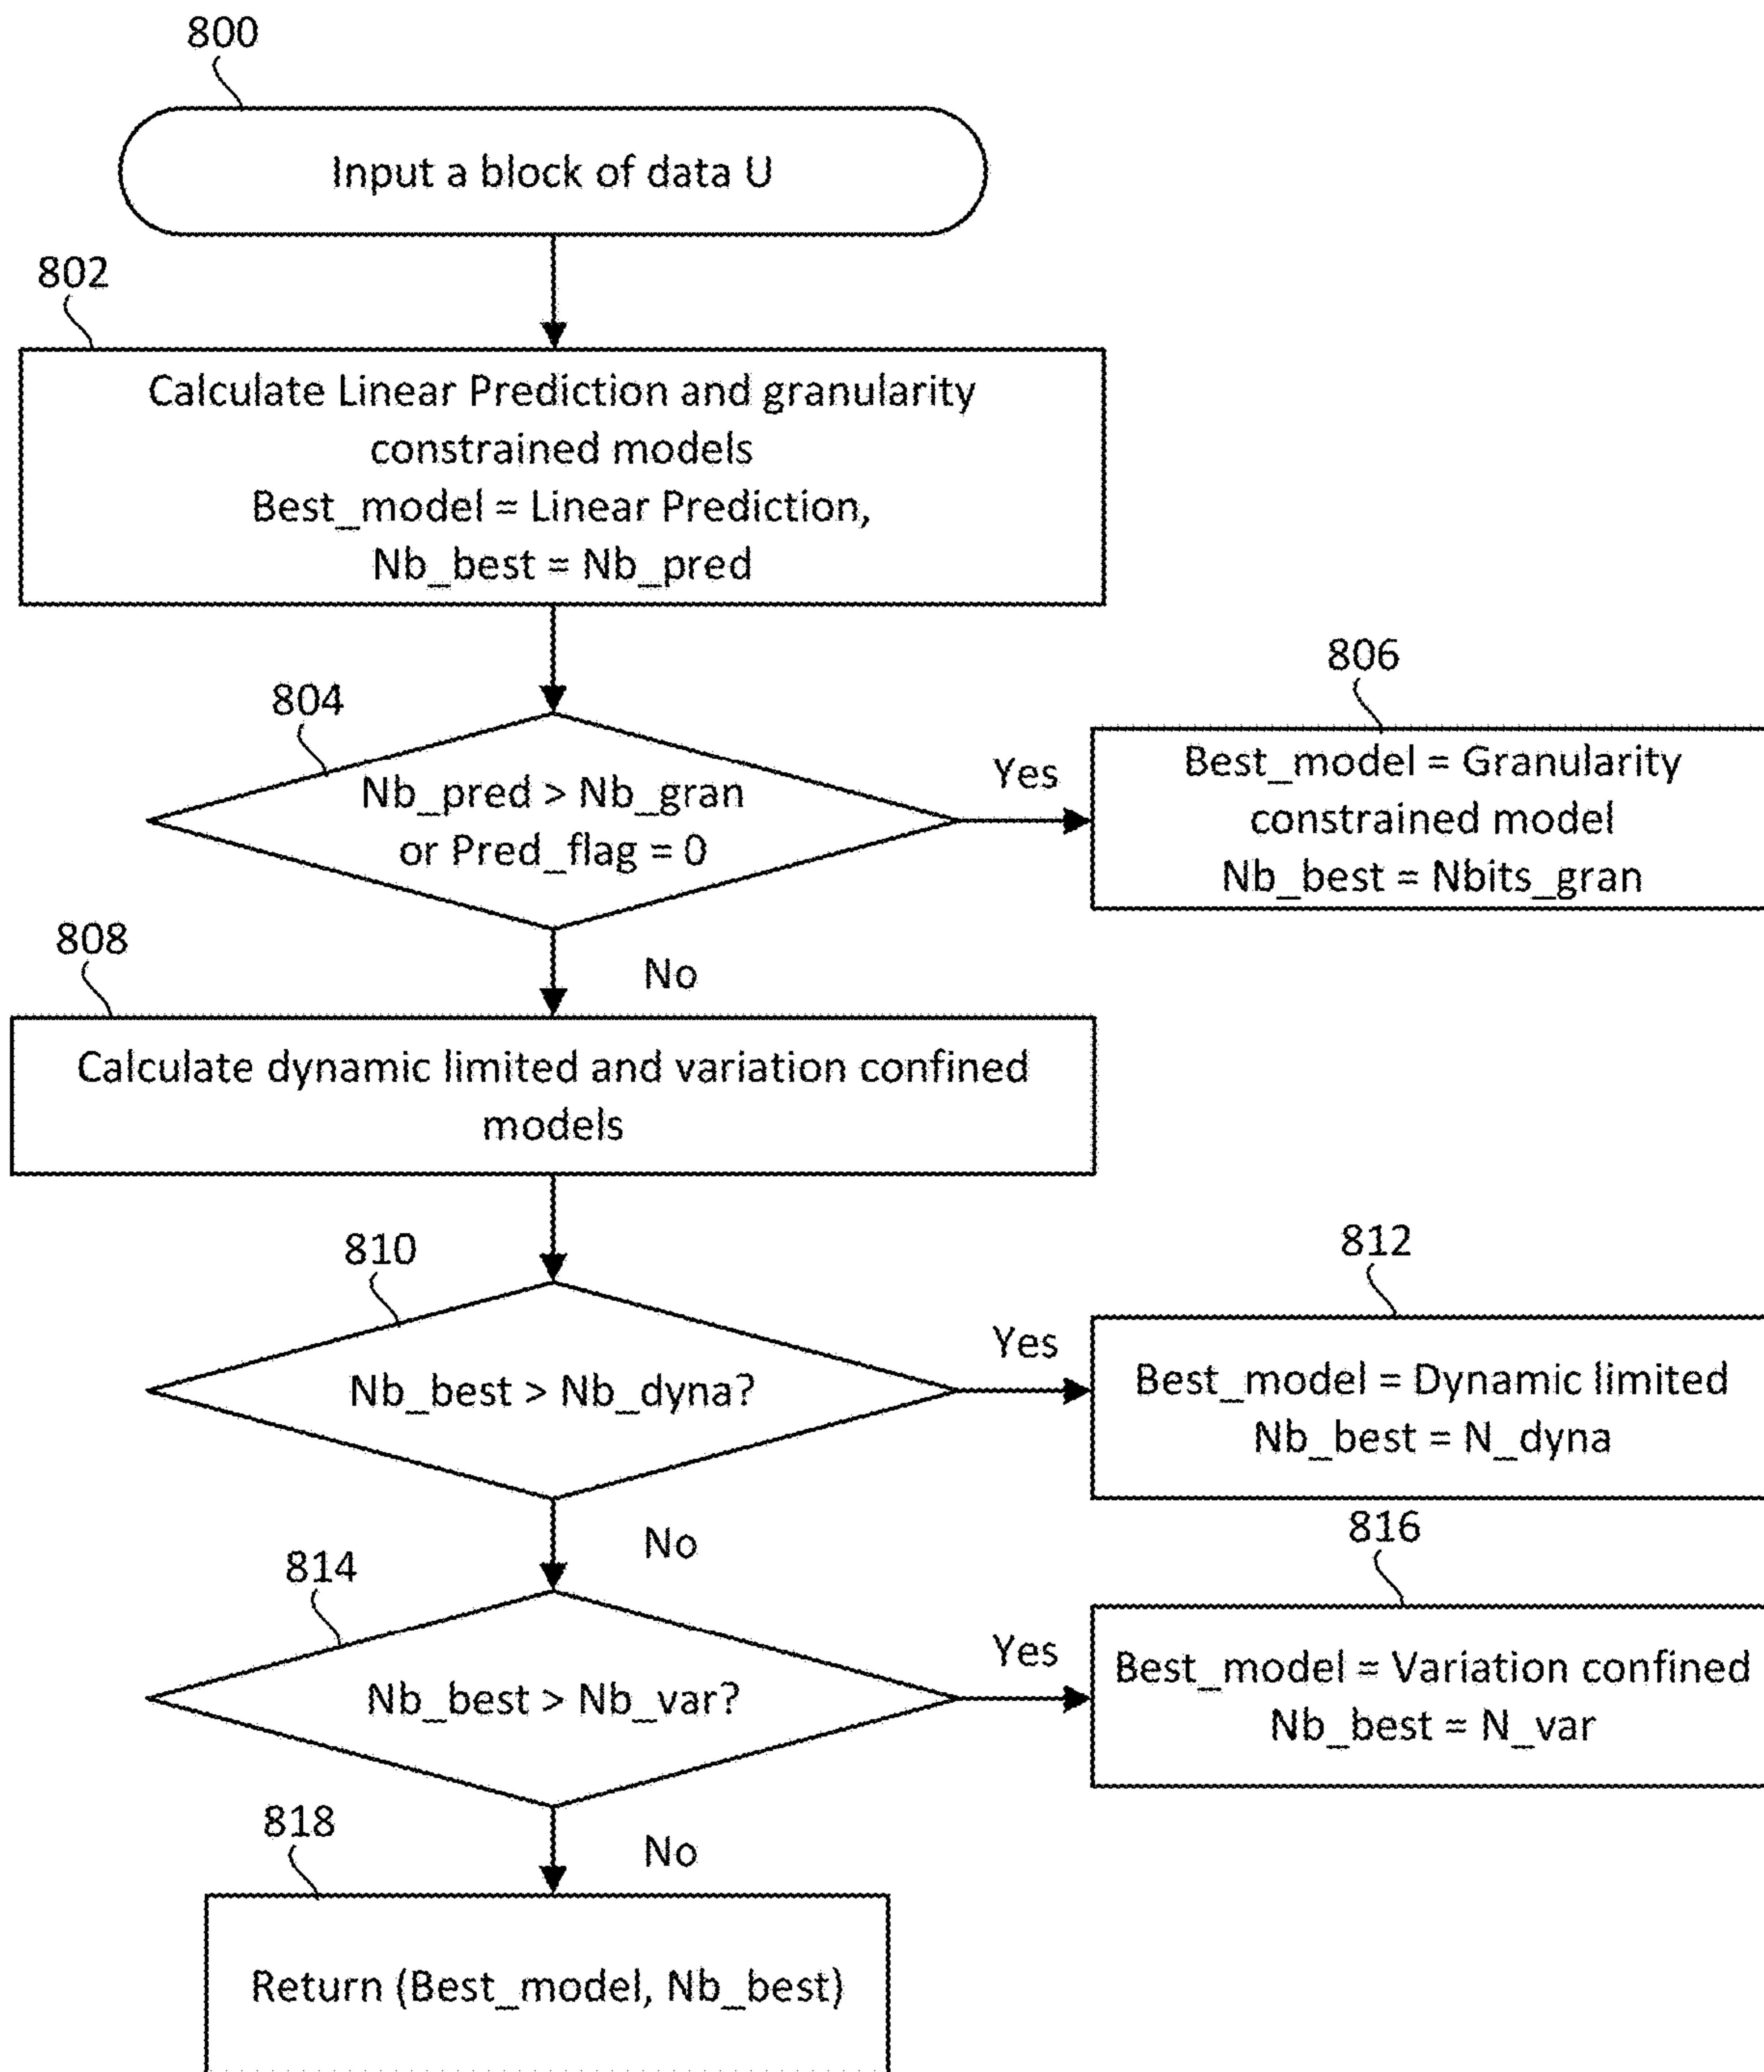 800
Input a block of data U
802
Calculate Linear Prediction and granularity
constrained models
Best_model = Linear Prediction,
Nb_best = Nb_pred
804
Nb_pred > Nb_gran
or Pred_flag = 0
Yes
806
Best_model = Granularity
constrained model
Nb_best = Nbits_gran
No
808
Calculate dynamic limited and variation confined
models
810
Nb_best > Nb_dyna?
Yes
812
Best_model = Dynamic limited
Nb_best = N_dyna
No
814
Nb_best > Nb_var?
Yes
816
Best_model = Variation confined
Nb_best = N_var
No
818
Return (Best_model, Nb_best)